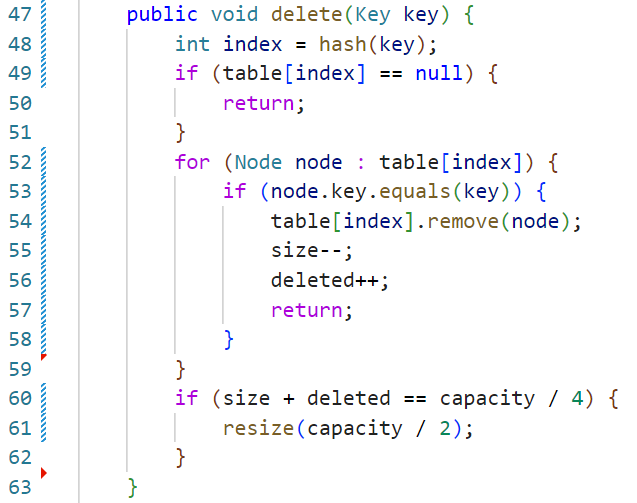 47 public void delete(Key key) {
48 int index = hash(key);
49 if (table[index] == null) {
50 return;
51 }
52 for (Node node : table[index]) {
53 if (node.key.equals(key)) {
54 table[index].remove(node);
55 size--;
56 deleted++;
57 return;
58 }
59 }
60 if (size + deleted == capacity / 4) {
61 resize(capacity / 2);
62 }
63 }